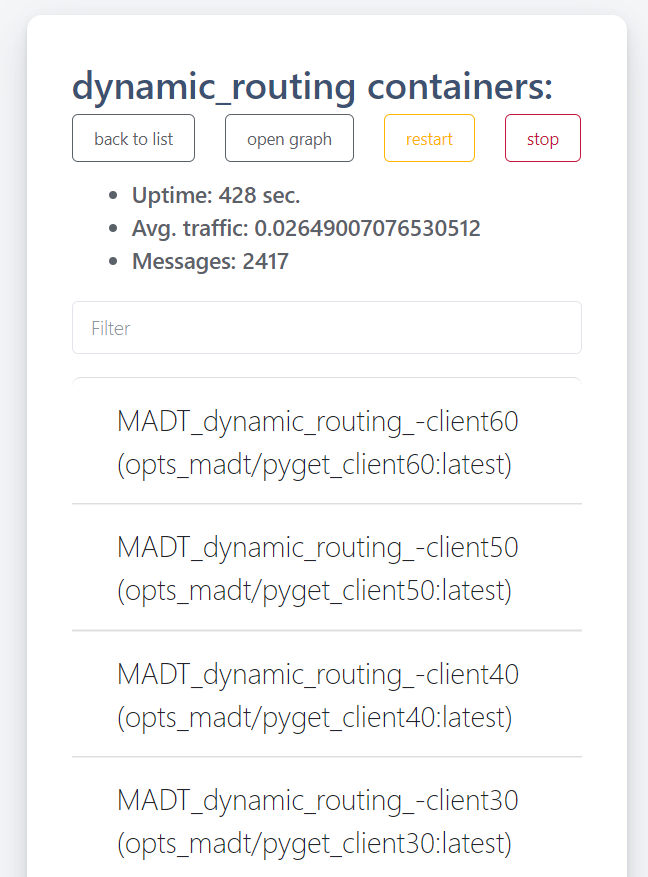 dynamic_routing containers:
back to list open graph restart stop
Uptime: 428 sec.
Avg. traffic: 0.02649007076530512
Messages: 2417
Filter
MADT_dynamic_routing_-client60
(opts_madt/pyget_client60:latest)
MADT_dynamic_routing_-client50
(opts_madt/pyget_client50:latest)
MADT_dynamic_routing_-client40
(opts_madt/pyget_client40:latest)
MADT_dynamic_routing_-client30
(opts_madt/pyget_client30:latest)